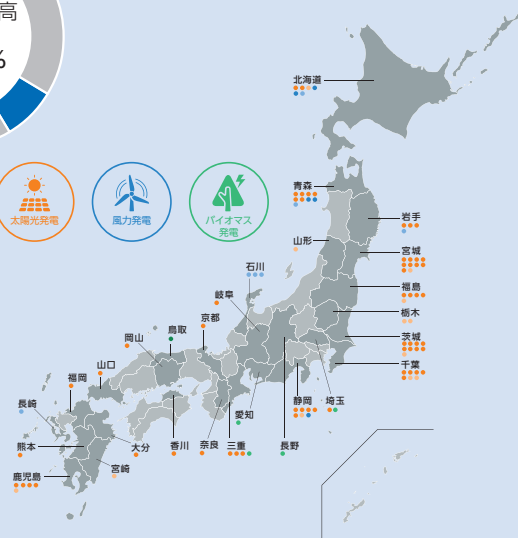 高
%
北海道
太陽光発電
風力発電
バイオマス
発電
青森
岩手
山形
宮城
石川
福島
岐阜
栃木
京都
鳥取
茨城
岡山
山口
千葉
福岡
静岡
埼玉
長崎
愛知
熊本
大分
香川
奈良
三重
長野
宮崎
鹿児島